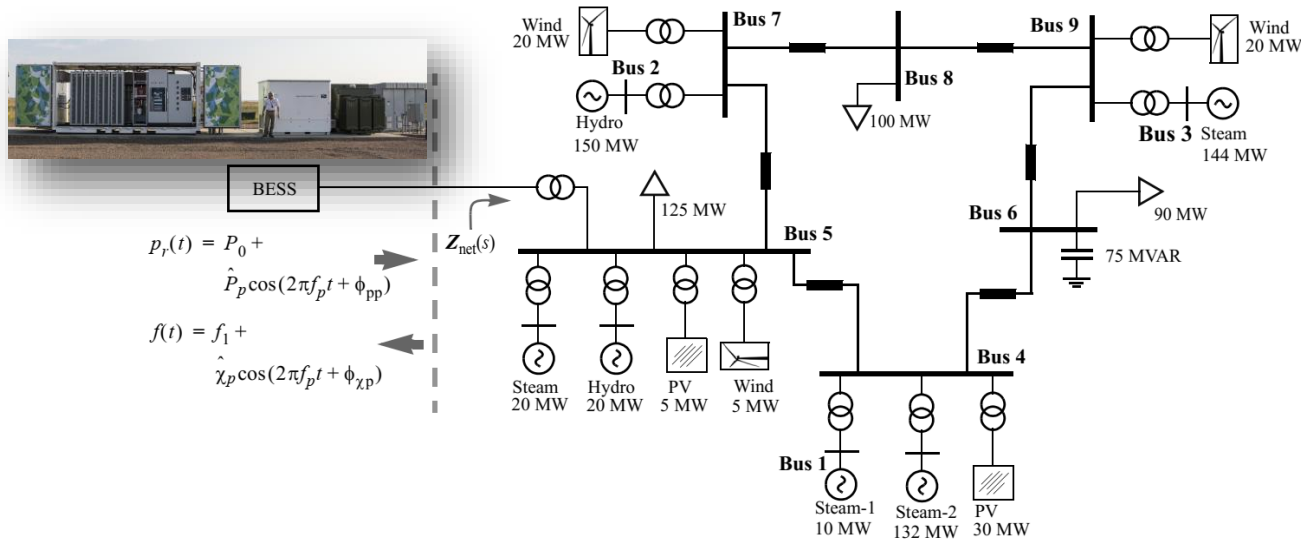 Wind
20 MW
Bus 7
Bus 9
Wind
20 MW
Bus 2
Bus 8
Hydro
150 MW
100 MW
Bus 3
Steam
144 MW
BESS
125 MW
Bus 6
90 MW
p_r(t) = P_0 +
P̂_p cos(2πf_p t + ϕ_pp)
Z_net(s)
Bus 5
75 MVAR
f(t) = f_1 +
χ̂_p cos(2πf_p t + ϕ_χp)
Bus 4
Steam
20 MW
Hydro
20 MW
PV
5 MW
Wind
5 MW
Bus 1
Steam-1
10 MW
Steam-2
132 MW
PV
30 MW